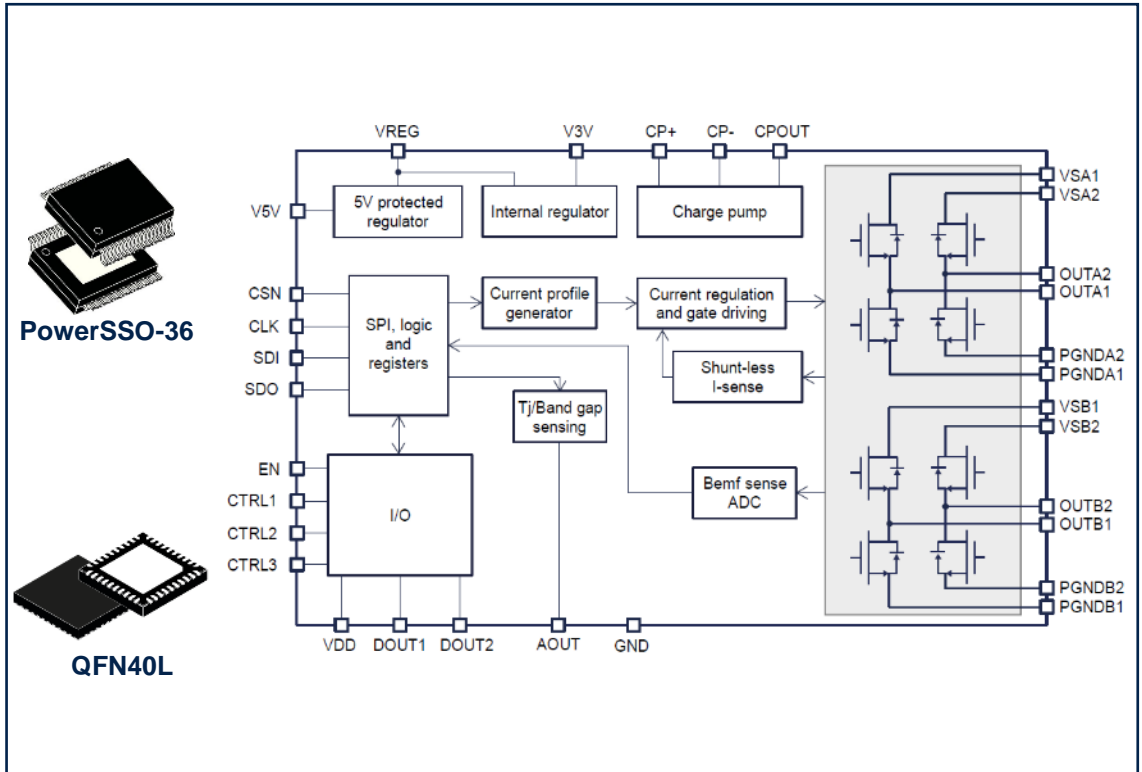 VREG
V3V
CP+
CP-
CPOUT
V5V
5V protected
regulator
Internal regulator
Charge pump
VSA1
VSA2
OUTA2
OUTA1
PGNDA2
PGNDA1
CSN
CLK
SDI
SDO
SPI, logic
and
registers
Current profile
generator
Current regulation
and gate driving
Shunt-less
I-sense
Tj/Band gap
sensing
PowerSSO-36
VSB1
VSB2
OUTB2
OUTB1
PGNDB2
PGNDB1
EN
CTRL1
CTRL2
CTRL3
I/O
Bemf sense
ADC
VDD
DOUT1
DOUT2
AOUT
GND
QFN40L